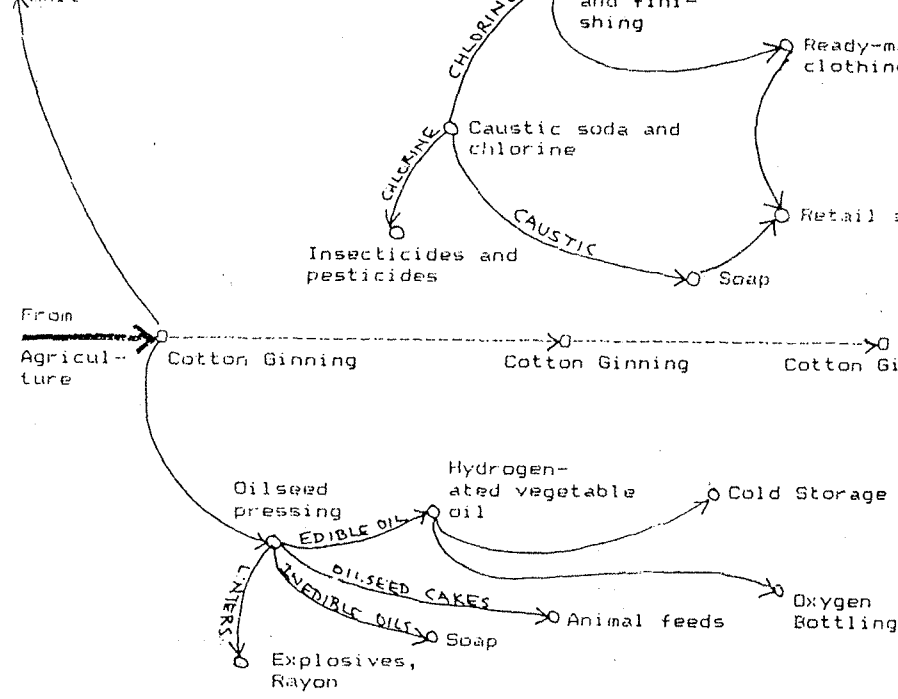 and fini-
shing
CHLORINE
Ready-m
clothin
Caustic soda and
chlorine
CHLORINE
CAUSTIC
Retail
Insecticides and
pesticides
Soap
From
Agricul-
ture
Cotton Ginning
Cotton Ginning
Cotton Gi
Hydrogen-
ated vegetable
oil
Oilseed
pressing
Cold Storage
EDIBLE OIL
LINTERS
INEDIBLE OILS
OILSEED CAKES
Oxygen
Bottling
Animal feeds
Soap
Explosives,
Rayon